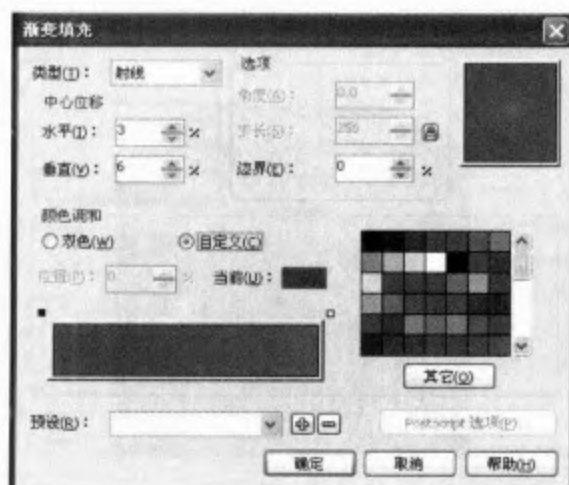 渐变填充
类型(T)： 射线
中心位移
水平(I)： 3 %
垂直(V)： 6 %
选项
角度(A)： 0.0
步长(S)： 256
边界(E)： 0 %
颜色调和
双色(W) 自定义(C)
位置(P)： 0 % 当前(U)：
其它(O)
预设(R)：
Postscript 选项(P)
确定 取消 帮助(H)